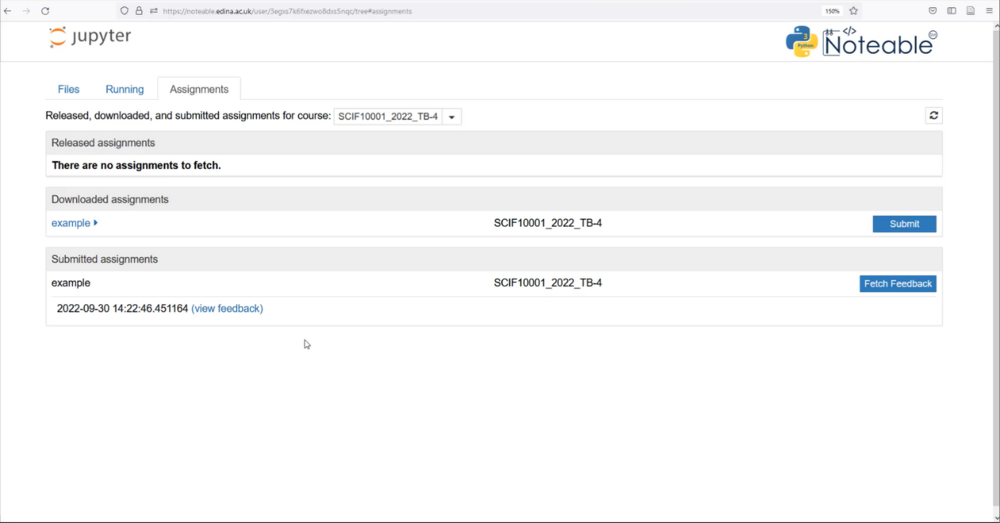 https://noteable.edina.ac.uk/user/3egxs7k6fxezwo8dxs5nqc/tree#assignments 150%
jupyter
3 Python </> Noteable
Files Running Assignments
Released, downloaded, and submitted assignments for course: SCIF10001_2022_TB-4
Released assignments
There are no assignments to fetch.
Downloaded assignments
example SCIF10001_2022_TB-4 Submit
Submitted assignments
example SCIF10001_2022_TB-4 Fetch Feedback
2022-09-30 14:22:46.451164 (view feedback)